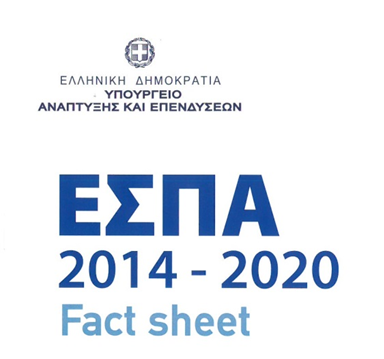 ΕΛΛΗΝΙΚΗ ΔΗΜΟΚΡΑΤΙΑ
ΥΠΟΥΡΓΕΙΟ
ΑΝΑΠΤΥΞΗΣ ΚΑΙ ΕΠΕΝΔΥΣΕΩΝ
ΕΣΠΑ
2014 - 2020
Fact sheet